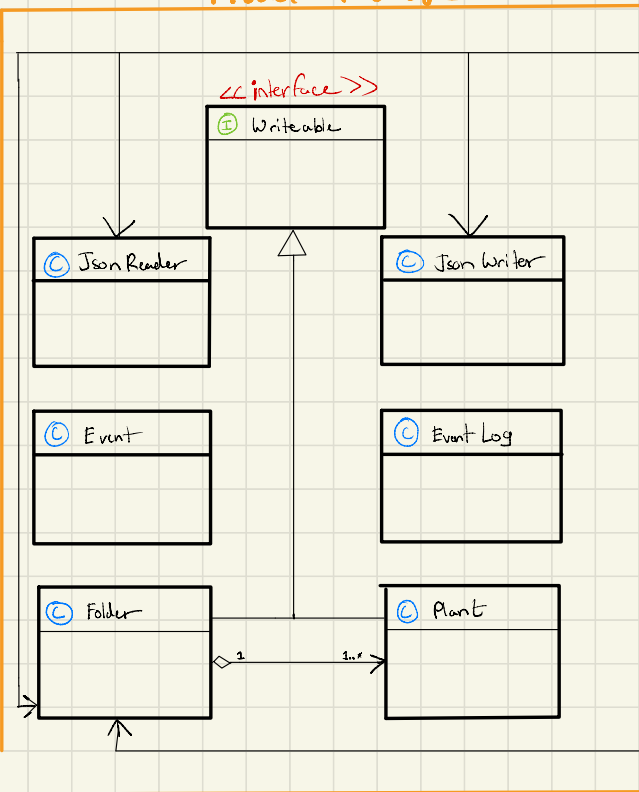 <<interface>>
I Writeable
C Json Reader
C Json Writer
C Event
C Event Log
C Folder
C Plant
1
1..*